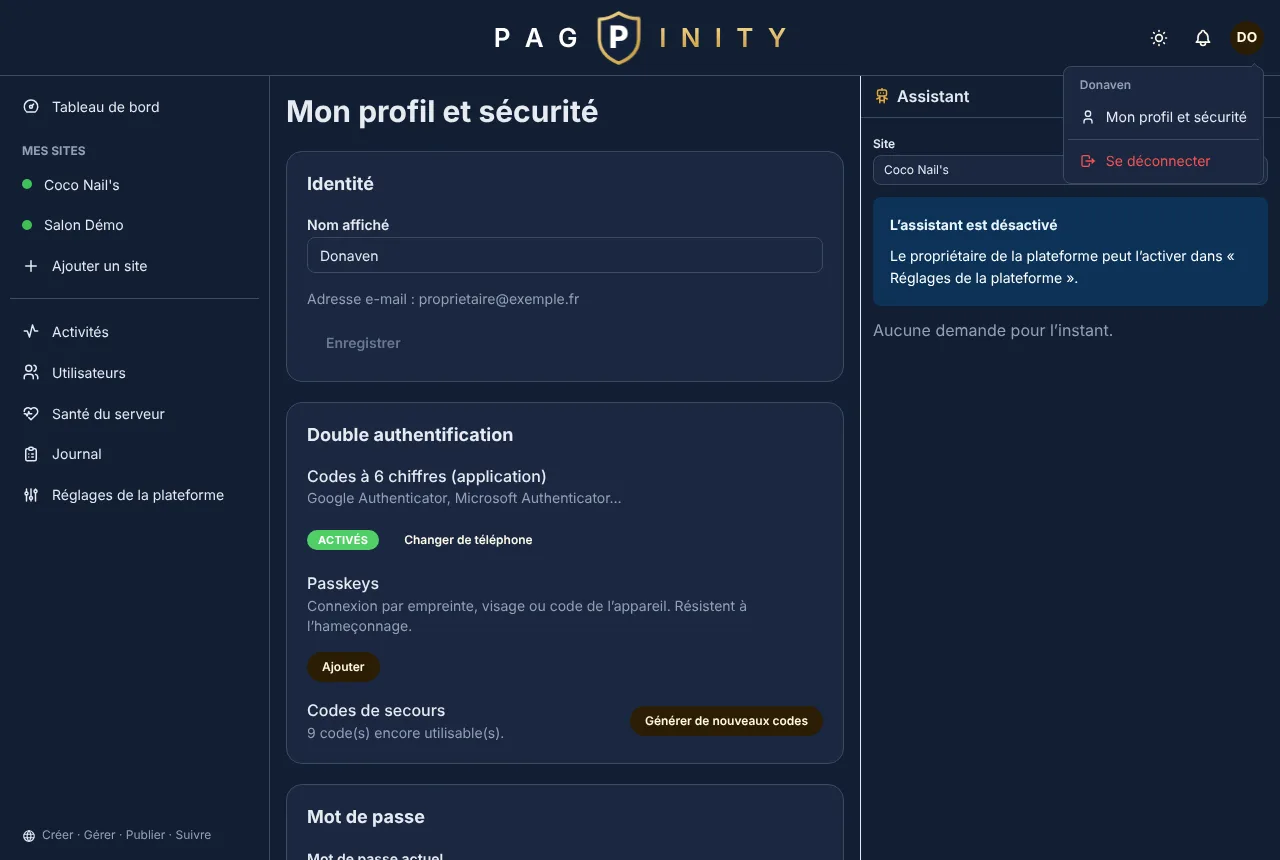 PAGPINITY
DO
Donaven
Mon profil et sécurité
Se déconnecter
Tableau de bord
MES SITES
Coco Nail's
Salon Démo
Ajouter un site
Activités
Utilisateurs
Santé du serveur
Journal
Réglages de la plateforme
Créer · Gérer · Publier · Suivre
Mon profil et sécurité
Identité
Nom affiché
Donaven
Adresse e-mail : proprietaire@exemple.fr
Enregistrer
Double authentification
Codes à 6 chiffres (application)
Google Authenticator, Microsoft Authenticator…
ACTIVÉS
Changer de téléphone
Passkeys
Connexion par empreinte, visage ou code de l’appareil. Résistent à
l’hameçonnage.
Ajouter
Codes de secours
9 code(s) encore utilisable(s).
Générer de nouveaux codes
Mot de passe
Mot de passe actuel
Assistant
Site
Coco Nail's
L’assistant est désactivé
Le propriétaire de la plateforme peut l’activer dans «
Réglages de la plateforme ».
Aucune demande pour l’instant.